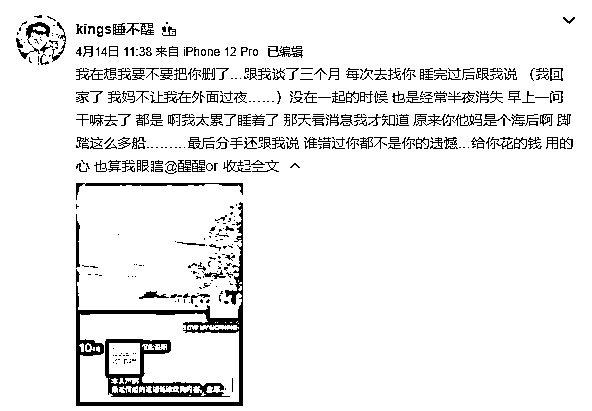 kings睡不醒
4月14日 11:38 来自 iPhone 12 Pro 已编辑
我在想我要不要把你删了...跟我谈了三个月 每次去找你 睡完过后跟我说 （我回
家了 我妈不让我在外面过夜......）没在一起的时候 也是经常半夜消失 早上一问
干嘛去了 都是 啊我太累了睡着了 那天看消息我才知道 原来你他妈是个海后啊 脚
踏这么多船.........最后分手还跟我说 谁错过你都不是你的遗憾...给你花的钱 用的
心 也算我眼瞎@醒醒or 收起全文